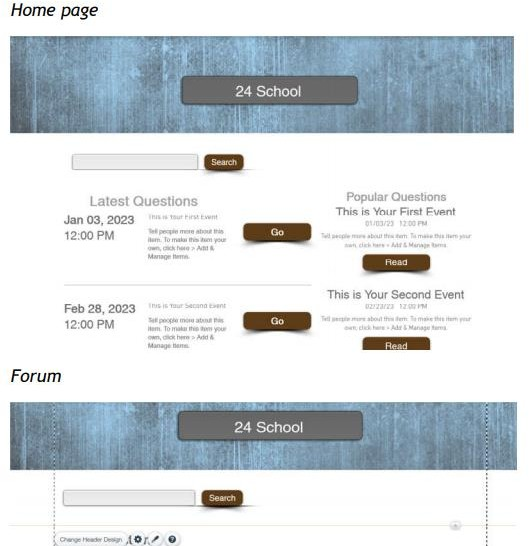 Home page
24 School
Search
Latest Questions
Jan 03, 2023
12:00 PM
This is Your First Event
Tell people more about this
item. To make this item your
own, click here > Add &
Manage Items.
Go
Popular Questions
This is Your First Event
01/03/23 12:00 PM
Tell people more about this item. To make this item your
own, click here > Add & Manage Items.
Read
Feb 28, 2023
12:00 PM
This is Your Second Event
Tell people more about this
item. To make this item your
own, click here > Add &
Manage Items.
Go
This is Your Second Event
02/23/23 12:00 PM
Tell people more about this item. To make this item your
own, click here > Add & Manage Items.
Read
Forum
24 School
Search
Change Header Design